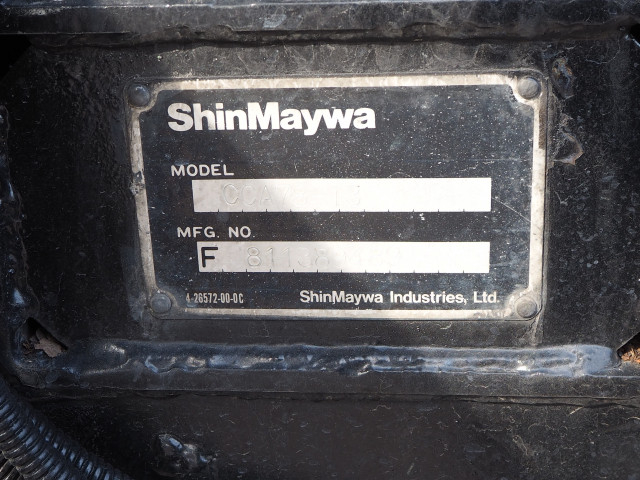 ShinMaywa
MODEL
MFG. NO.
F
4-26572-00-0C
ShinMaywa Industries, Ltd.